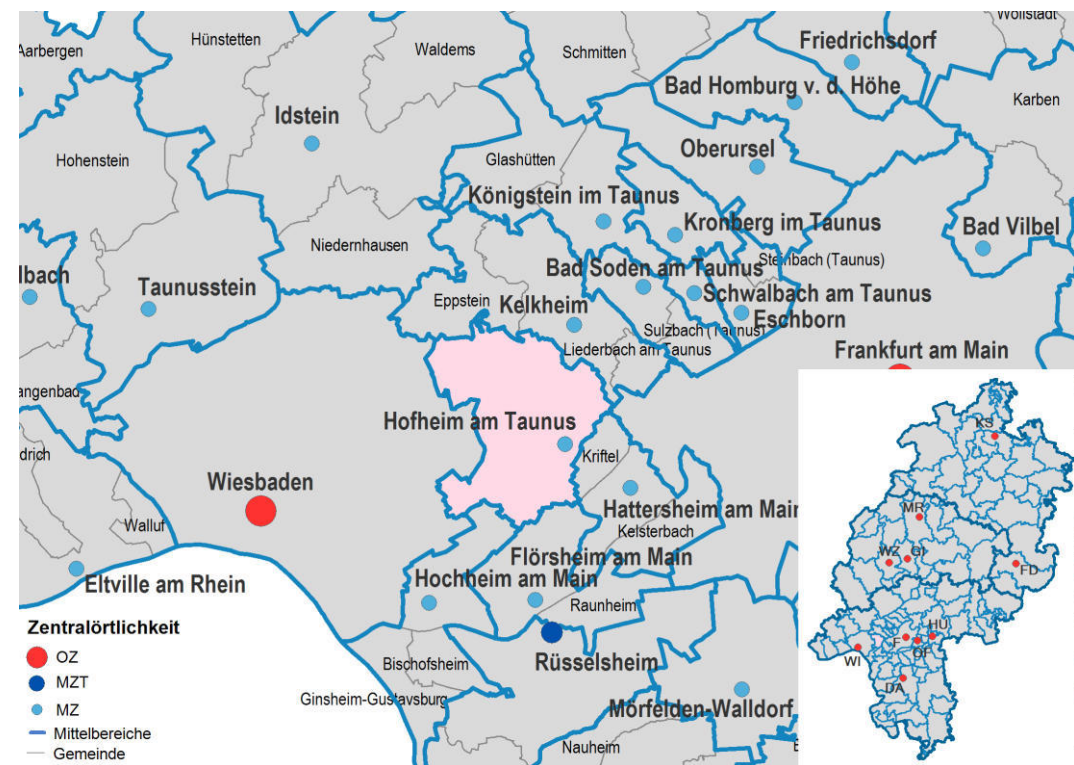 Wöllstadt
Aarbergen
Hünstetten
Waldems
Schmitten
Friedrichsdorf
Bad Homburg v. d. Höhe
Karben
Idstein
Hohenstein
Glashütten
Oberursel
Königstein im Taunus
Kronberg im Taunus
Niedernhausen
Bad Vilbel
Steinbach (Taunus)
lbach
Taunusstein
Bad Soden am Taunus
Eppstein
Kelkheim
Schwalbach am Taunus
Eschborn
Sulzbach (Taunus)
Liederbach am Taunus
Frankfurt am Main
angenbad
Hofheim am Taunus
drich
Kriftel
Wiesbaden
Hattersheim am Main
Walluf
Kelsterbach
Flörsheim am Main
Eltville am Rhein
Hochheim am Main
Raunheim
Bischofsheim
Rüsselsheim
Ginsheim-Gustavsburg
Mörfelden-Walldorf
Nauheim
Zentralörtlichkeit
OZ
MZT
MZ
Mittelbereiche
Gemeinde
KS
MR
WZ
GI
FD
HU
F
OF
WI
DA